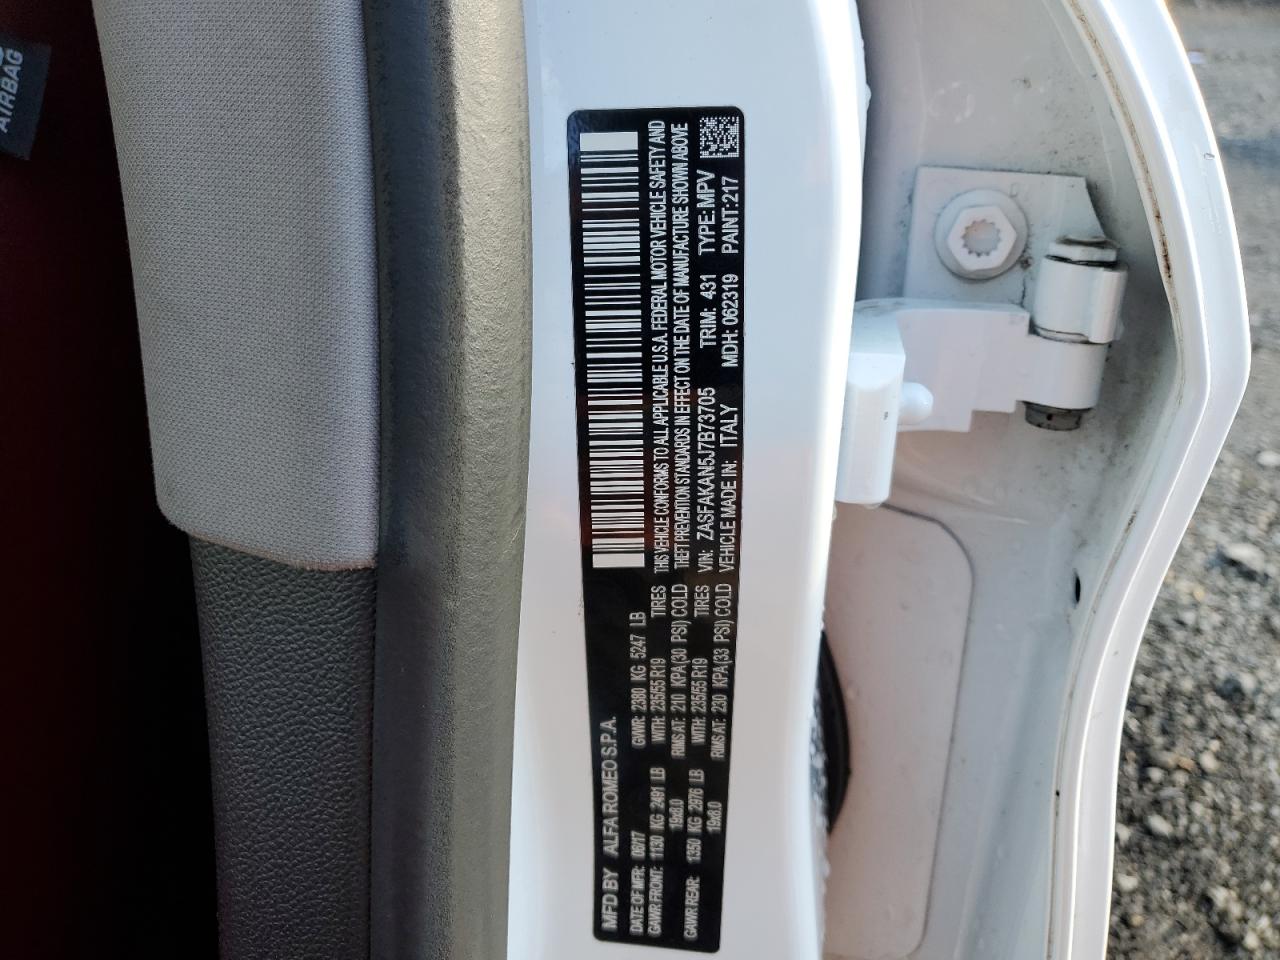 AIRBAG
MFD BY ALFA ROMEO S.P.A.
DATE OF MFR: 06/17 GVWR: 2380 KG 5247 LB
GAWR FRONT: 1130 KG 2491 LB WITH: 235/55 R19 TIRES
19x8.0 RIMS AT: 210 KPA(30 PSI) COLD
GAWR REAR: 1350 KG 2976 LB WITH: 235/55 R19 TIRES
19x8.0 RIMS AT: 230 KPA(33 PSI) COLD
THIS VEHICLE CONFORMS TO ALL APPLICABLE U.S.A. FEDERAL MOTOR VEHICLE SAFETY AND
THEFT PREVENTION STANDARDS IN EFFECT ON THE DATE OF MANUFACTURE SHOWN ABOVE
VIN: ZASFAKAN5J7B73705 TRIM: 431 TYPE: MPV
VEHICLE MADE IN: ITALY MDH: 062319 PAINT:217